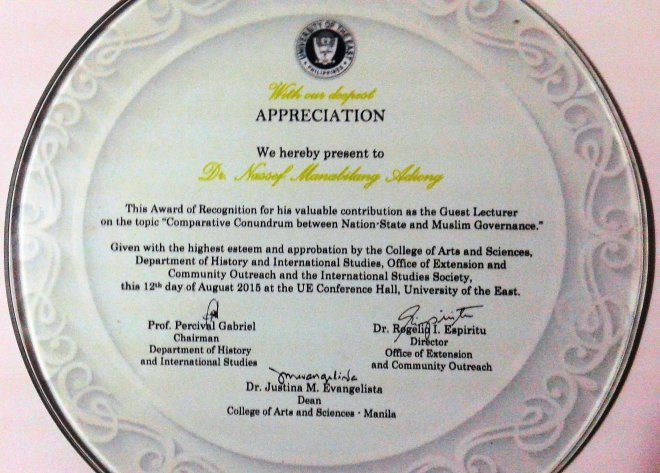 UNIVERSITY OF THE EAST
PHILIPPINES
With our deepest
APPRECIATION
We hereby present to
Dr. Nassef Manabilang Adiong
This Award of Recognition for his valuable contribution as the Guest Lecturer
on the topic "Comparative Conundrum between Nation-State and Muslim Governance."
Given with the highest esteem and approbation by the College of Arts and Sciences,
Department of History and International Studies, Office of Extension and
Community Outreach and the International Studies Society,
this 12th day of August 2015 at the UE Conference Hall, University of the East.
Prof. Percival Gabriel
Chairman
Department of History
and International Studies
Dr. Rogelio I. Espiritu
Director
Office of Extension
and Community Outreach
Dr. Justina M. Evangelista
Dean
College of Arts and Sciences - Manila